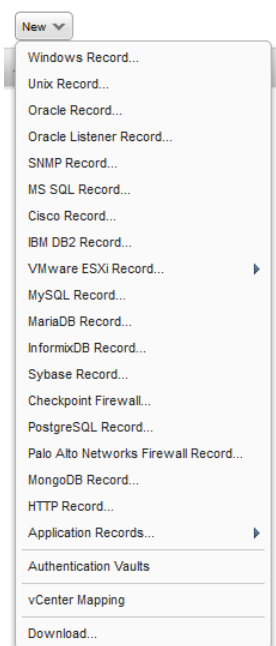 New
Windows Record...
Unix Record...
Oracle Record...
Oracle Listener Record...
SNMP Record...
MS SQL Record...
Cisco Record...
IBM DB2 Record...
VMware ESXi Record...
MySQL Record...
MariaDB Record...
InformixDB Record...
Sybase Record...
Checkpoint Firewall...
PostgreSQL Record...
Palo Alto Networks Firewall Record...
MongoDB Record...
HTTP Record...
Application Records...
Authentication Vaults
vCenter Mapping
Download...